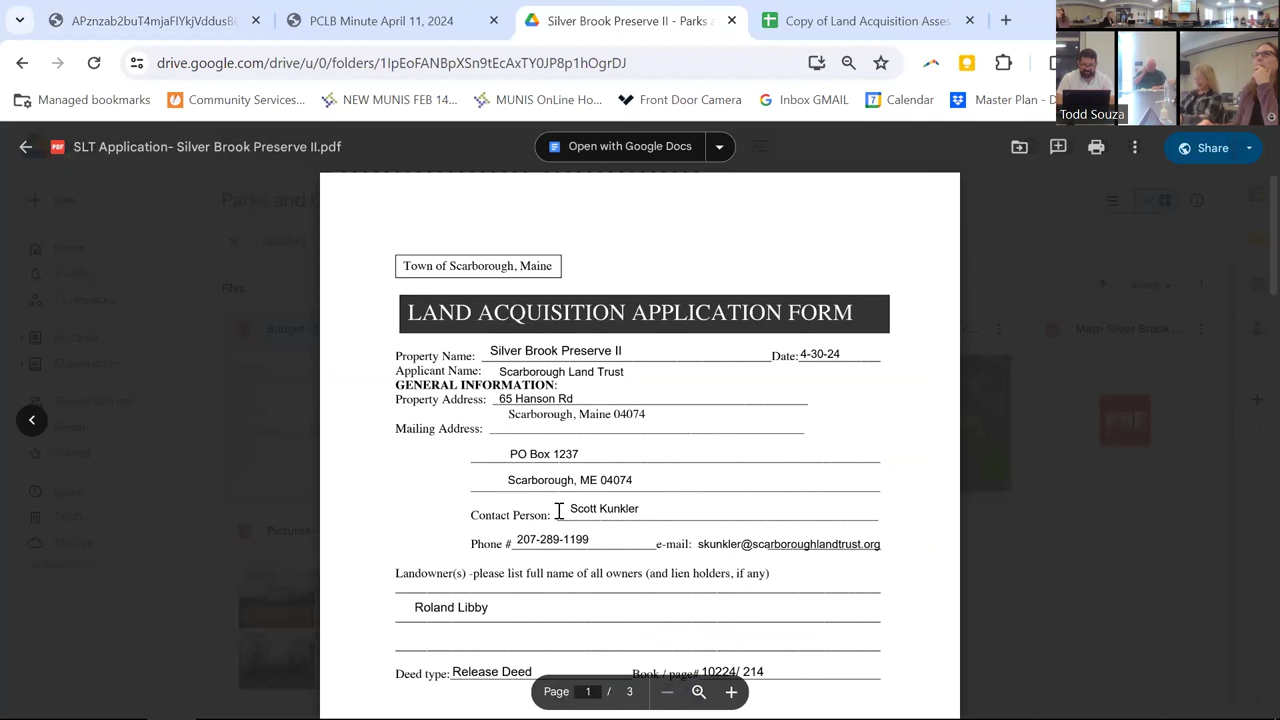 APznzab2buT4mjaFlYkjVddusB
PCLB Minute April 11, 2024
Silver Brook Preserve II - Parks a
Copy of Land Acquisition Asses
drive.google.com/drive/u/0/folders/1IpEoFANBpXSn9tEcAxTY0JP8p1hOgrDJ
Managed bookmarks
Community Services...
NEW MUNIS FEB 14...
MUNIS OnLine Ho...
Front Door Camera
Inbox GMAIL
Calendar
Master Plan - D
Todd Souza
SLT Application- Silver Brook Preserve II.pdf
Open with Google Docs
Share
Files
Home
Town of Scarborough, Maine
LAND ACQUISITION APPLICATION FORM
Property Name: Silver Brook Preserve II Date: 4-30-24
Applicant Name: Scarborough Land Trust
GENERAL INFORMATION:
Property Address: 65 Hanson Rd
Scarborough, Maine 04074
Mailing Address:
PO Box 1237
Scarborough, ME 04074
Contact Person: Scott Kunkler
Phone # 207-289-1199 e-mail: skunkler@scarboroughlandtrust.org
Landowner(s) -please list full name of all owners (and lien holders, if any)
Roland Libby
Deed type: Release Deed Book / page# 10224/ 214
Page 1 / 3
Map- Silver Brook ...